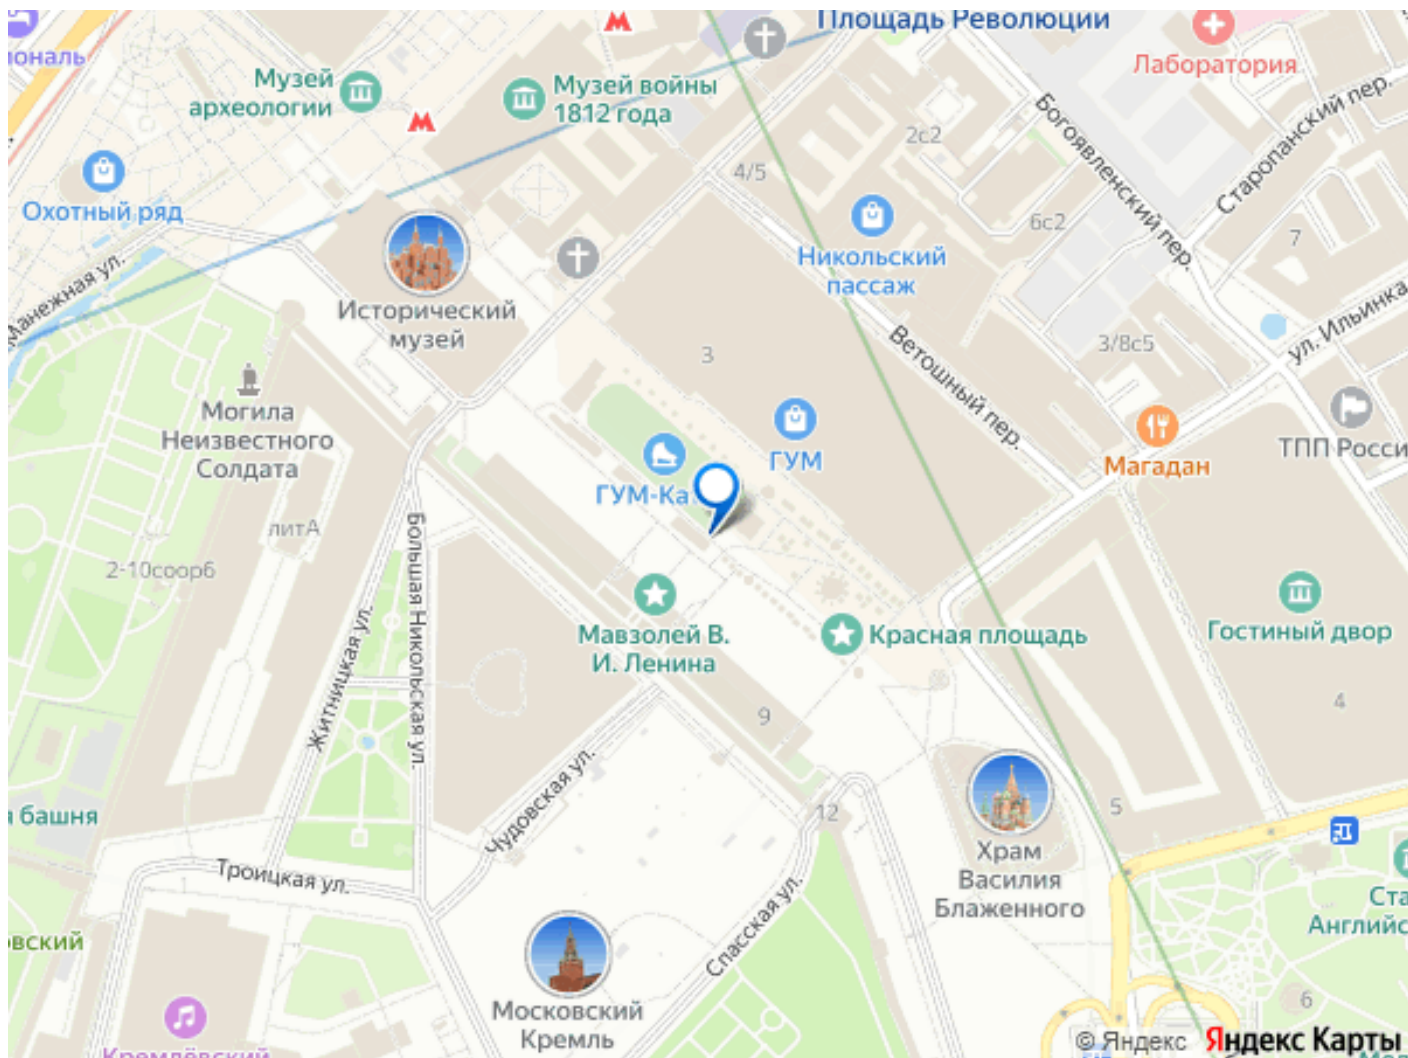 Площадь Революции
Лаборатория
Музей
археологии
Музей войны
1812 года
Богоявленский пер.
Старопанский пер.
2с2
4/5
Охотный ряд
6с2
7
Никольский
пассаж
Манежная ул.
Исторический
музей
3
Ветошный пер.
3/8с5
ул. Ильинка
Могила
Неизвестного
Солдата
ГУМ
Магадан
ТПП Росси
ГУМ-Ка
литА
2-10соор6
Большая Никольская ул.
Житницкая ул.
Мавзолей В.
И. Ленина
Красная площадь
Гостиный двор
4
9
Чудовская ул.
12
5
башня
Храм
Василия
Блаженного
Троицкая ул.
Спасская ул.
Ста
Английс
вский
Московский
Кремль
6
Кремлёвский
© Яндекс Яндекс Карты